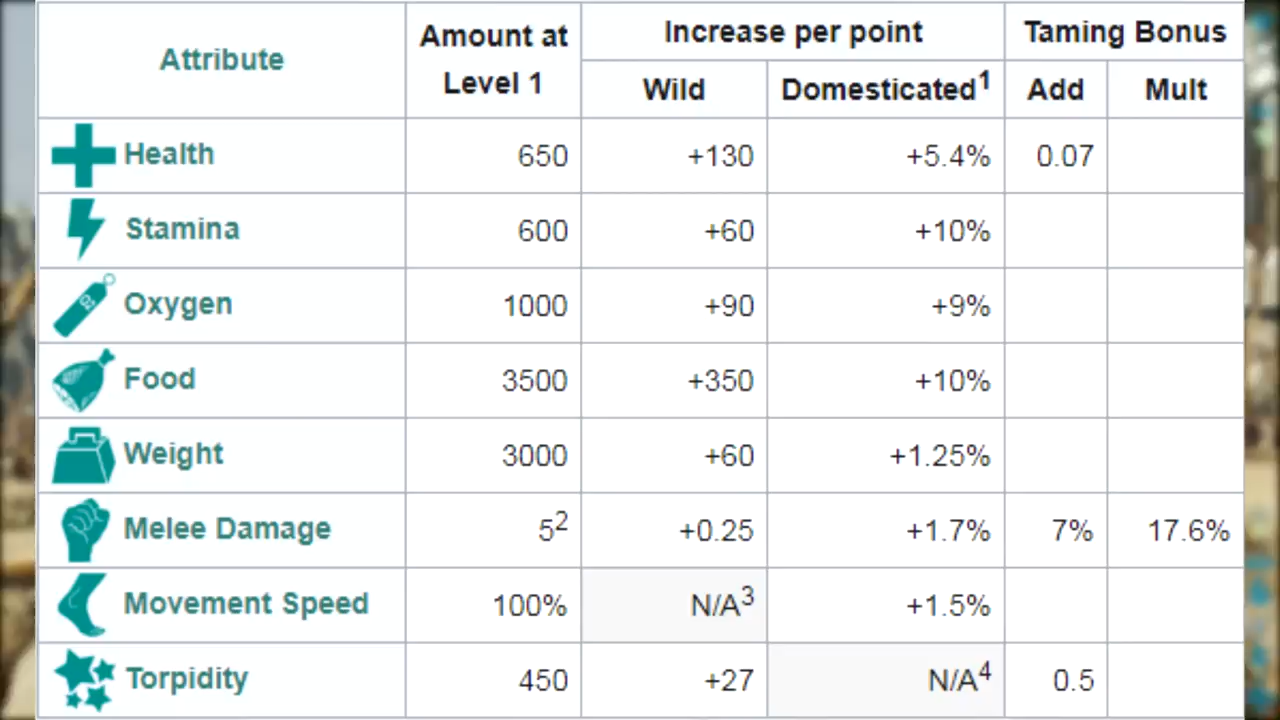 Attribute Amount at Level 1 Increase per point Taming Bonus
Wild Domesticated¹ Add Mult
Health 650 +130 +5.4% 0.07
Stamina 600 +60 +10%
O2 Oxygen 1000 +90 +9%
Food 3500 +350 +10%
Weight 3000 +60 +1.25%
Melee Damage 5² +0.25 +1.7% 7% 17.6%
Movement Speed 100% N/A³ +1.5%
Torpidity 450 +27 N/A⁴ 0.5